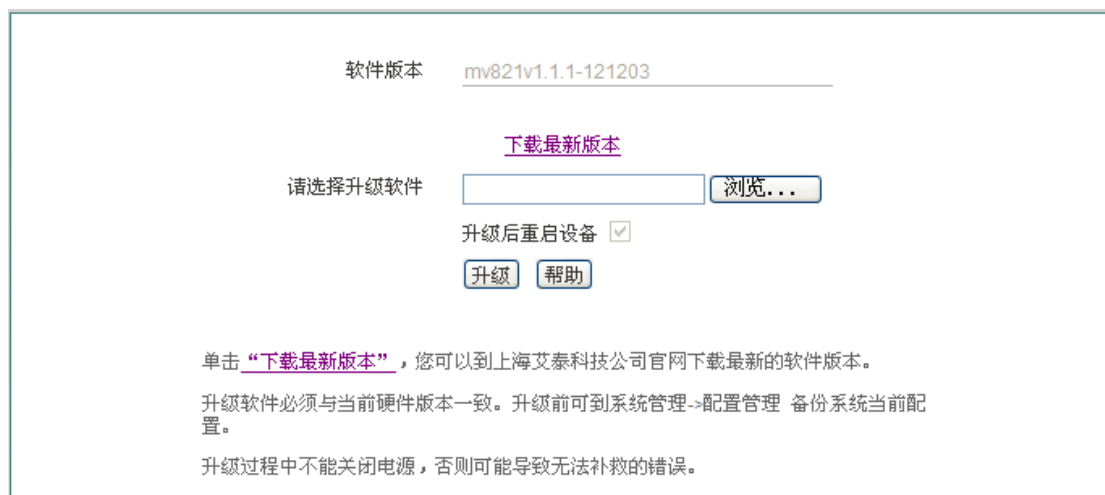 软件版本 mv821v1.1.1-121203
下载最新版本
请选择升级软件 浏览...
升级后重启设备
升级 帮助
单击“下载最新版本”,您可以到上海艾泰科技公司官网下载最新的软件版本。
升级软件必须与当前硬件版本一致。升级前可到系统管理->配置管理 备份系统当前配
置。
升级过程中不能关闭电源,否则可能导致无法补救的错误。